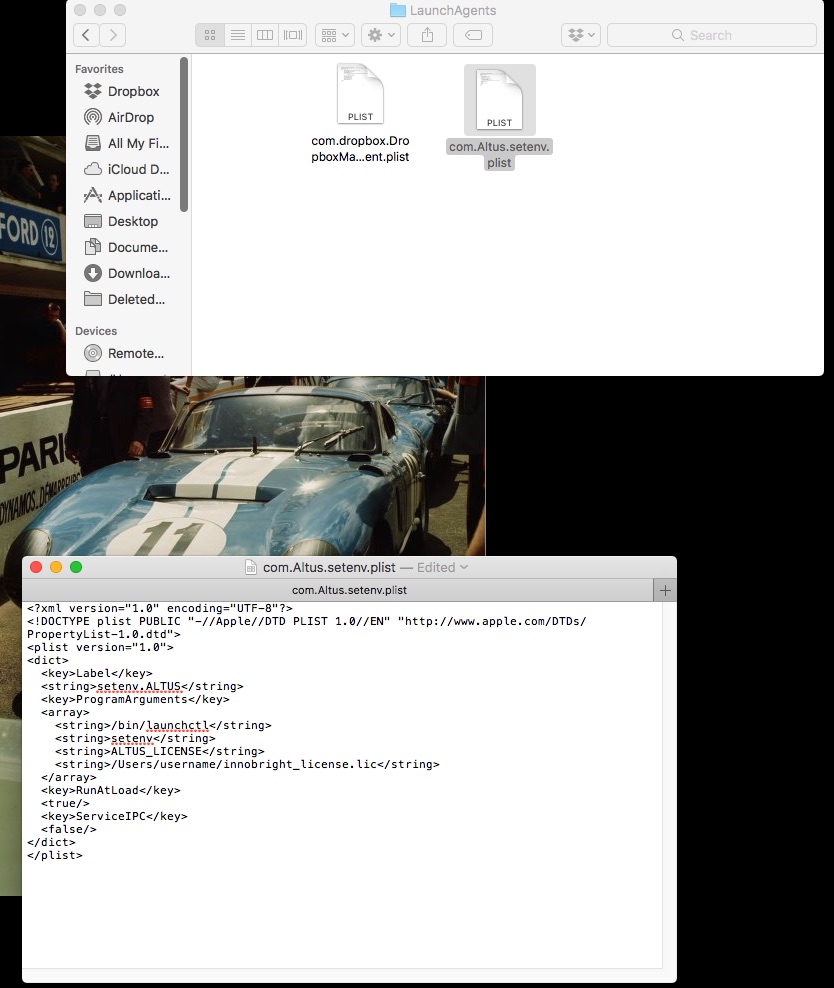 LaunchAgents
Search
Favorites
Dropbox
AirDrop
All My Fi...
iCloud D...
Applicati...
Desktop
Docume...
Downloa...
Deleted...
Devices
Remote...
PLIST
com.dropbox.Dro
pboxMa...ent.plist
PLIST
com.Altus.setenv.
plist
FORD 12
PARI
DYNAMOS_DÉMARREURS
11
com.Altus.setenv.plist — Edited
com.Altus.setenv.plist
<?xml version="1.0" encoding="UTF-8"?>
<!DOCTYPE plist PUBLIC "-//Apple//DTD PLIST 1.0//EN" "http://www.apple.com/DTDs/
PropertyList-1.0.dtd">
<plist version="1.0">
<dict>
  <key>Label</key>
  <string>setenv.ALTUS</string>
  <key>ProgramArguments</key>
  <array>
    <string>/bin/launchctl</string>
    <string>setenv</string>
    <string>ALTUS_LICENSE</string>
    <string>/Users/username/innobright_license.lic</string>
  </array>
  <key>RunAtLoad</key>
  <true/>
  <key>ServiceIPC</key>
  <false/>
</dict>
</plist>